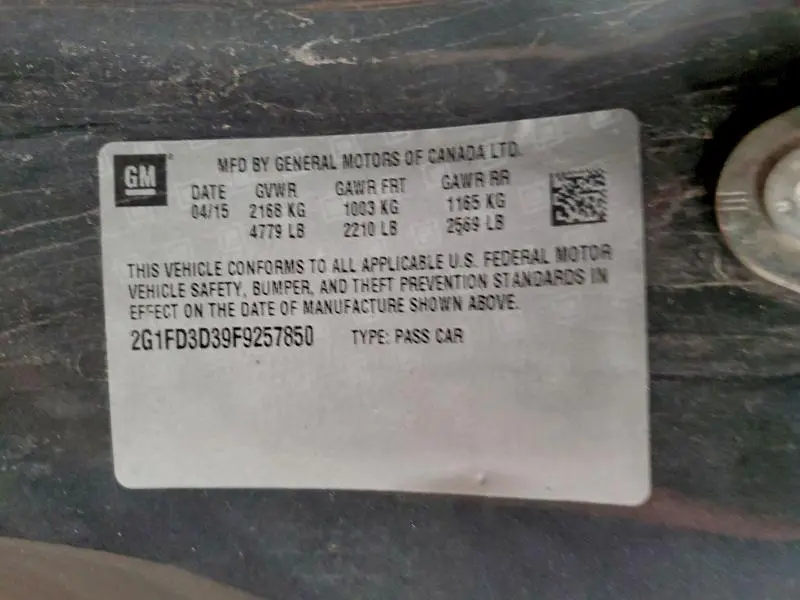 GM
MFD BY GENERAL MOTORS OF CANADA LTD.
DATE GVWR GAWR FRT GAWR RR
04/15 2168 KG 1003 KG 1165 KG
4779 LB 2210 LB 2569 LB
THIS VEHICLE CONFORMS TO ALL APPLICABLE U.S. FEDERAL MOTOR
VEHICLE SAFETY, BUMPER, AND THEFT PREVENTION STANDARDS IN
EFFECT ON THE DATE OF MANUFACTURE SHOWN ABOVE.
2G1FD3D39F9257850 TYPE: PASS CAR